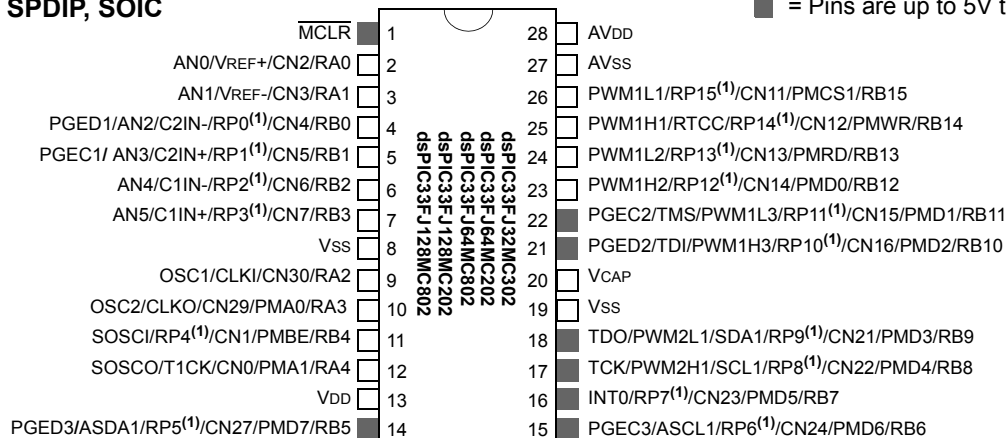 SPDIP, SOIC
= Pins are up to 5V t
MCLR 1
28 AVDD
AN0/VREF+/CN2/RA0 2
27 AVSS
AN1/VREF-/CN3/RA1 3
26 PWM1L1/RP15(1)/CN11/PMCS1/RB15
PGED1/AN2/C2IN-/RP0(1)/CN4/RB0 4
25 PWM1H1/RTCC/RP14(1)/CN12/PMWR/RB14
PGEC1/ AN3/C2IN+/RP1(1)/CN5/RB1 5
24 PWM1L2/RP13(1)/CN13/PMRD/RB13
AN4/C1IN-/RP2(1)/CN6/RB2 6
23 PWM1H2/RP12(1)/CN14/PMD0/RB12
AN5/C1IN+/RP3(1)/CN7/RB3 7
22 PGEC2/TMS/PWM1L3/RP11(1)/CN15/PMD1/RB11
VSS 8
21 PGED2/TDI/PWM1H3/RP10(1)/CN16/PMD2/RB10
OSC1/CLKI/CN30/RA2 9
20 VCAP
OSC2/CLKO/CN29/PMA0/RA3 10
19 VSS
SOSCI/RP4(1)/CN1/PMBE/RB4 11
18 TDO/PWM2L1/SDA1/RP9(1)/CN21/PMD3/RB9
SOSCO/T1CK/CN0/PMA1/RA4 12
17 TCK/PWM2H1/SCL1/RP8(1)/CN22/PMD4/RB8
VDD 13
16 INT0/RP7(1)/CN23/PMD5/RB7
PGED3/ASDA1/RP5(1)/CN27/PMD7/RB5 14
15 PGEC3/ASCL1/RP6(1)/CN24/PMD6/RB6
dsPIC33FJ32MC302
dsPIC33FJ64MC202
dsPIC33FJ64MC802
dsPIC33FJ128MC202
dsPIC33FJ128MC802